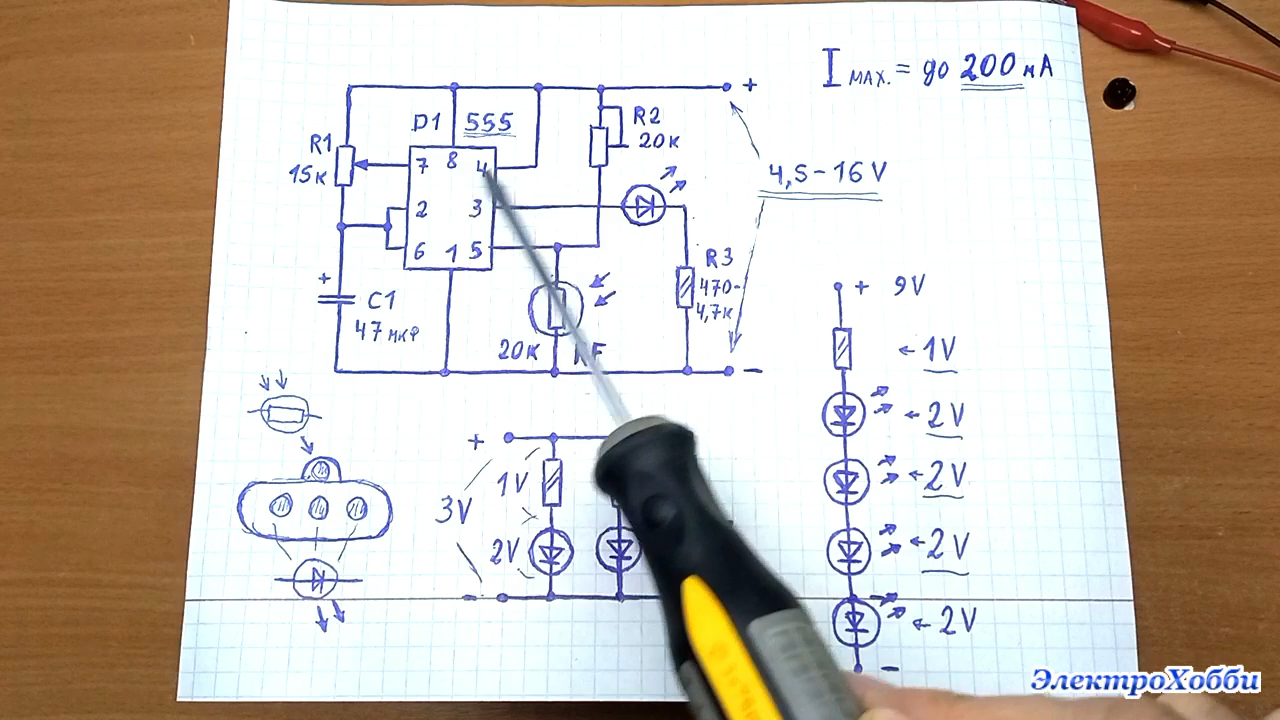 I MAX. = до 200 мА
+
D1 555
R2
20к
R1
15к
7 8 4
4,5 - 16 V
2 3
6 1 5
R3
470-
4,7к
+
C1
47 мкф
+ 9V
20к
-
1V
2V
+
1V
2V
3V
2V
2V
-
2V
-
ЭлектроХобби